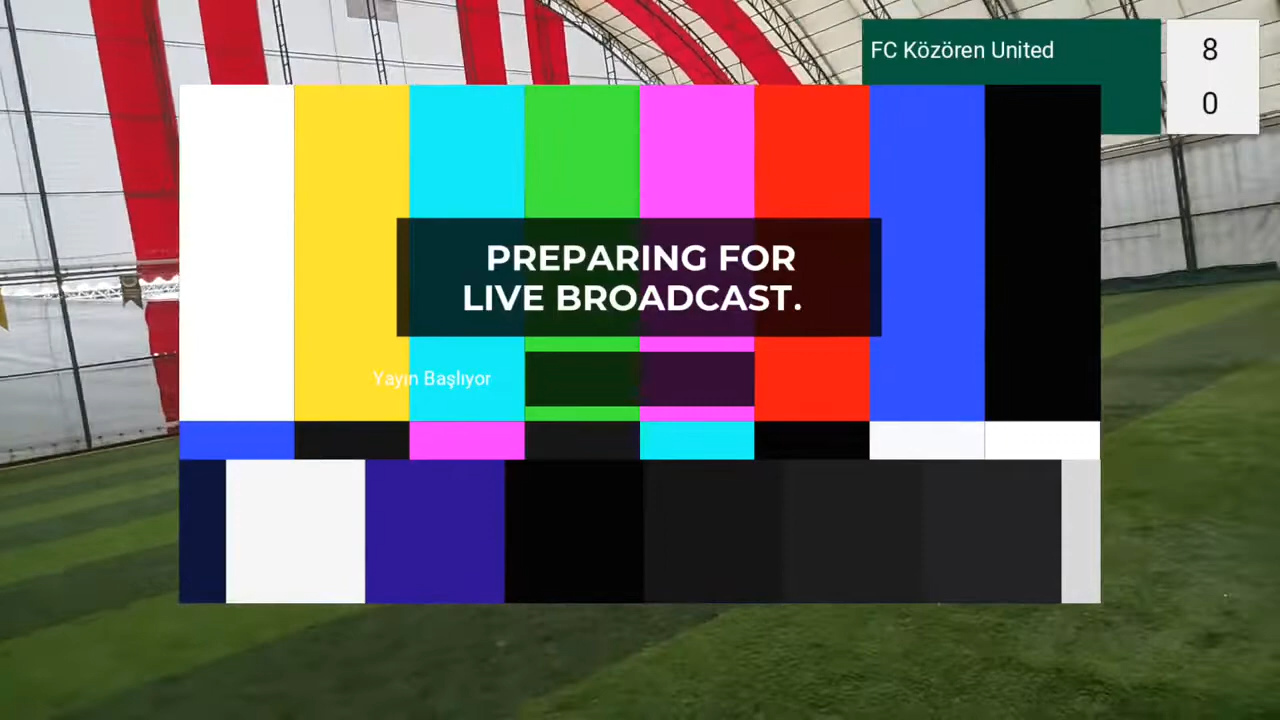 FC Közören United
8
0
PREPARING FOR
LIVE BROADCAST.
Yayın Başlıyor